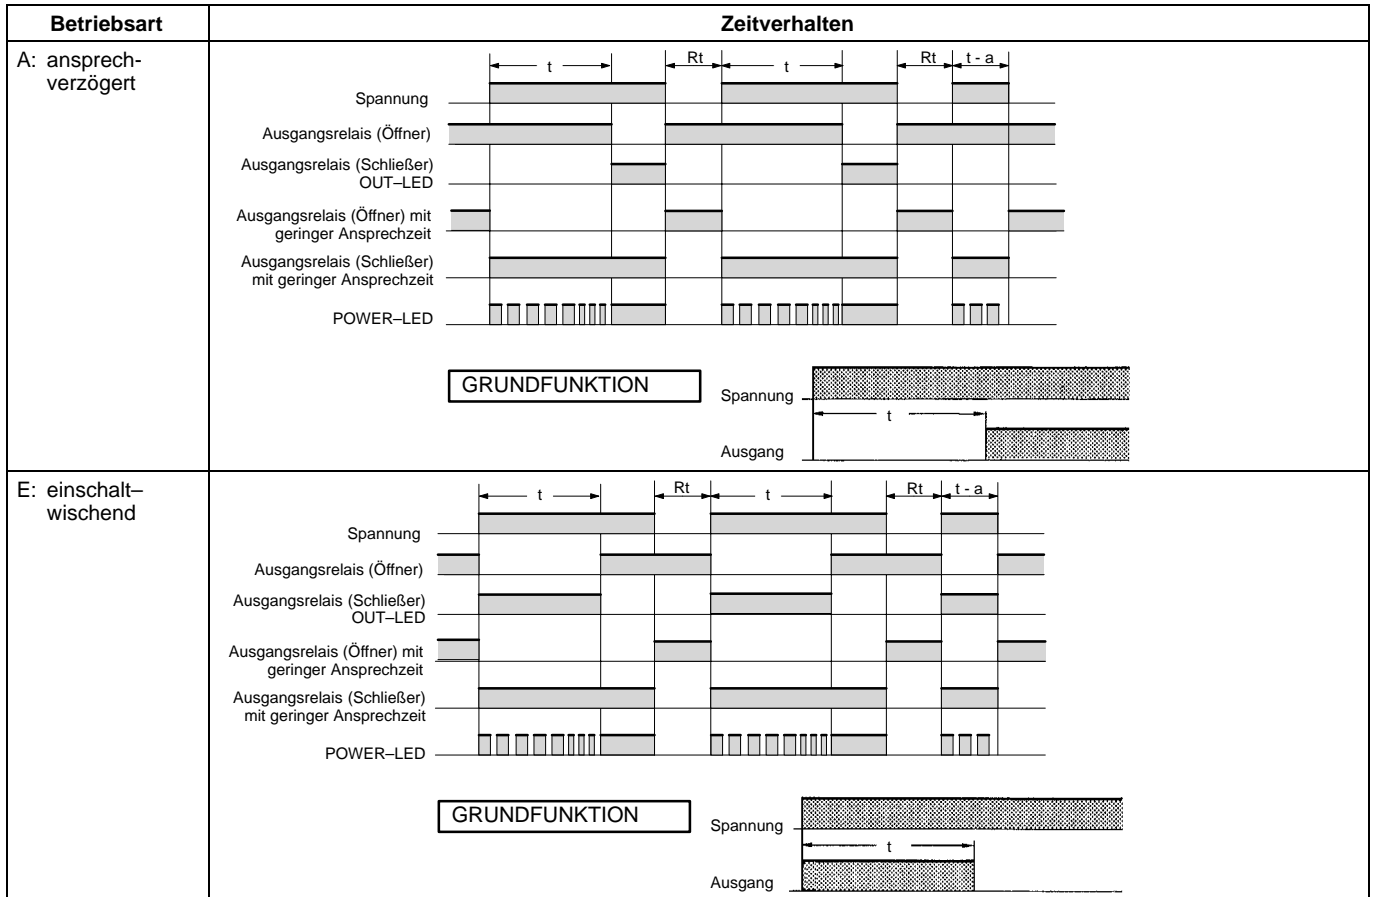 Betriebsart
Zeitverhalten
A: ansprech-
verzögert
t
Rt
t
Rt
t - a
Spannung
Ausgangsrelais (Öffner)
Ausgangsrelais (Schließer)
OUT–LED
Ausgangsrelais (Öffner) mit
geringer Ansprechzeit
Ausgangsrelais (Schließer)
mit geringer Ansprechzeit
POWER–LED
GRUNDFUNKTION
Spannung
t
Ausgang
E: einschalt–
wischend
t
Rt
t
Rt
t - a
Spannung
Ausgangsrelais (Öffner)
Ausgangsrelais (Schließer)
OUT–LED
Ausgangsrelais (Öffner) mit
geringer Ansprechzeit
Ausgangsrelais (Schließer)
mit geringer Ansprechzeit
POWER–LED
GRUNDFUNKTION
Spannung
t
Ausgang